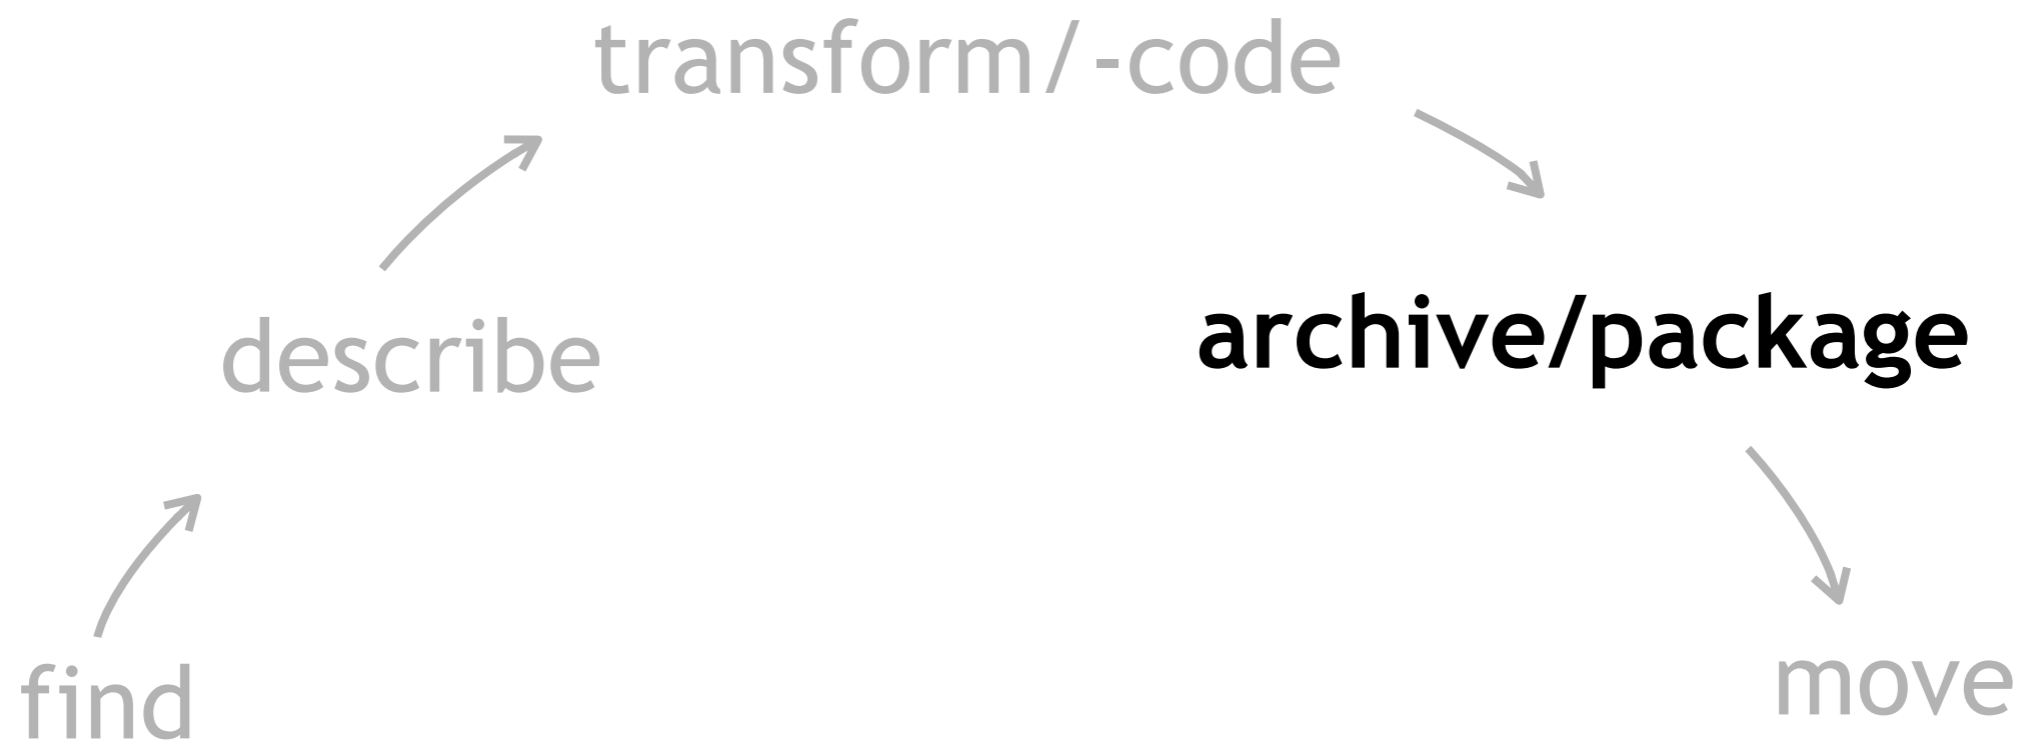 find
describe
transform/-code
archive/package
move